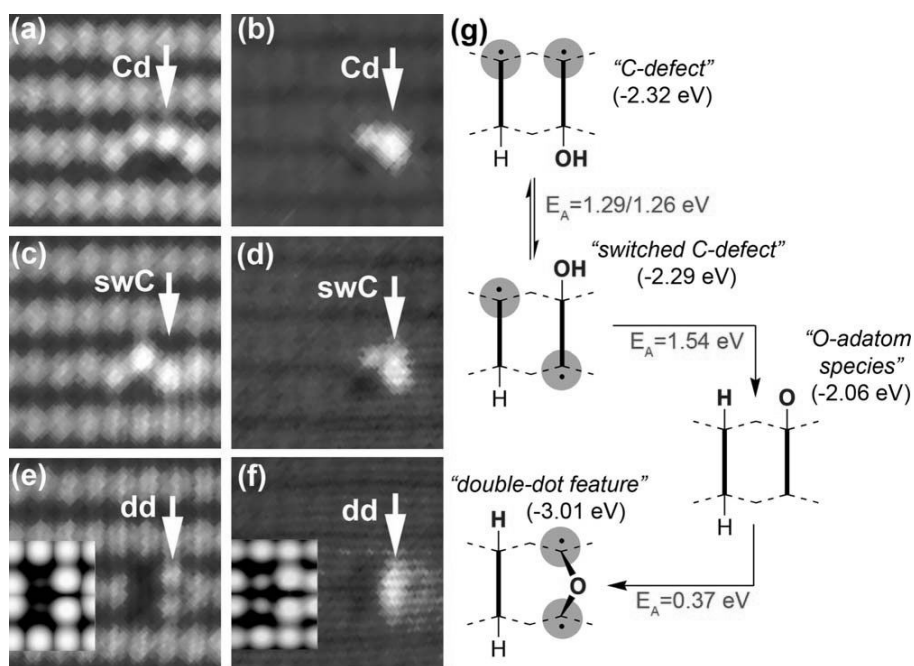 (a)
Cd
(b)
Cd
(c)
swC
(d)
swC
(e)
dd
(f)
dd
(g)
“C-defect”
(-2.32 eV)
H
OH
E_A=1.29/1.26 eV
“switched C-defect”
(-2.29 eV)
OH
H
E_A=1.54 eV
“O-adatom
species”
(-2.06 eV)
H
O
H
“double-dot feature”
(-3.01 eV)
H
O
H
E_A=0.37 eV